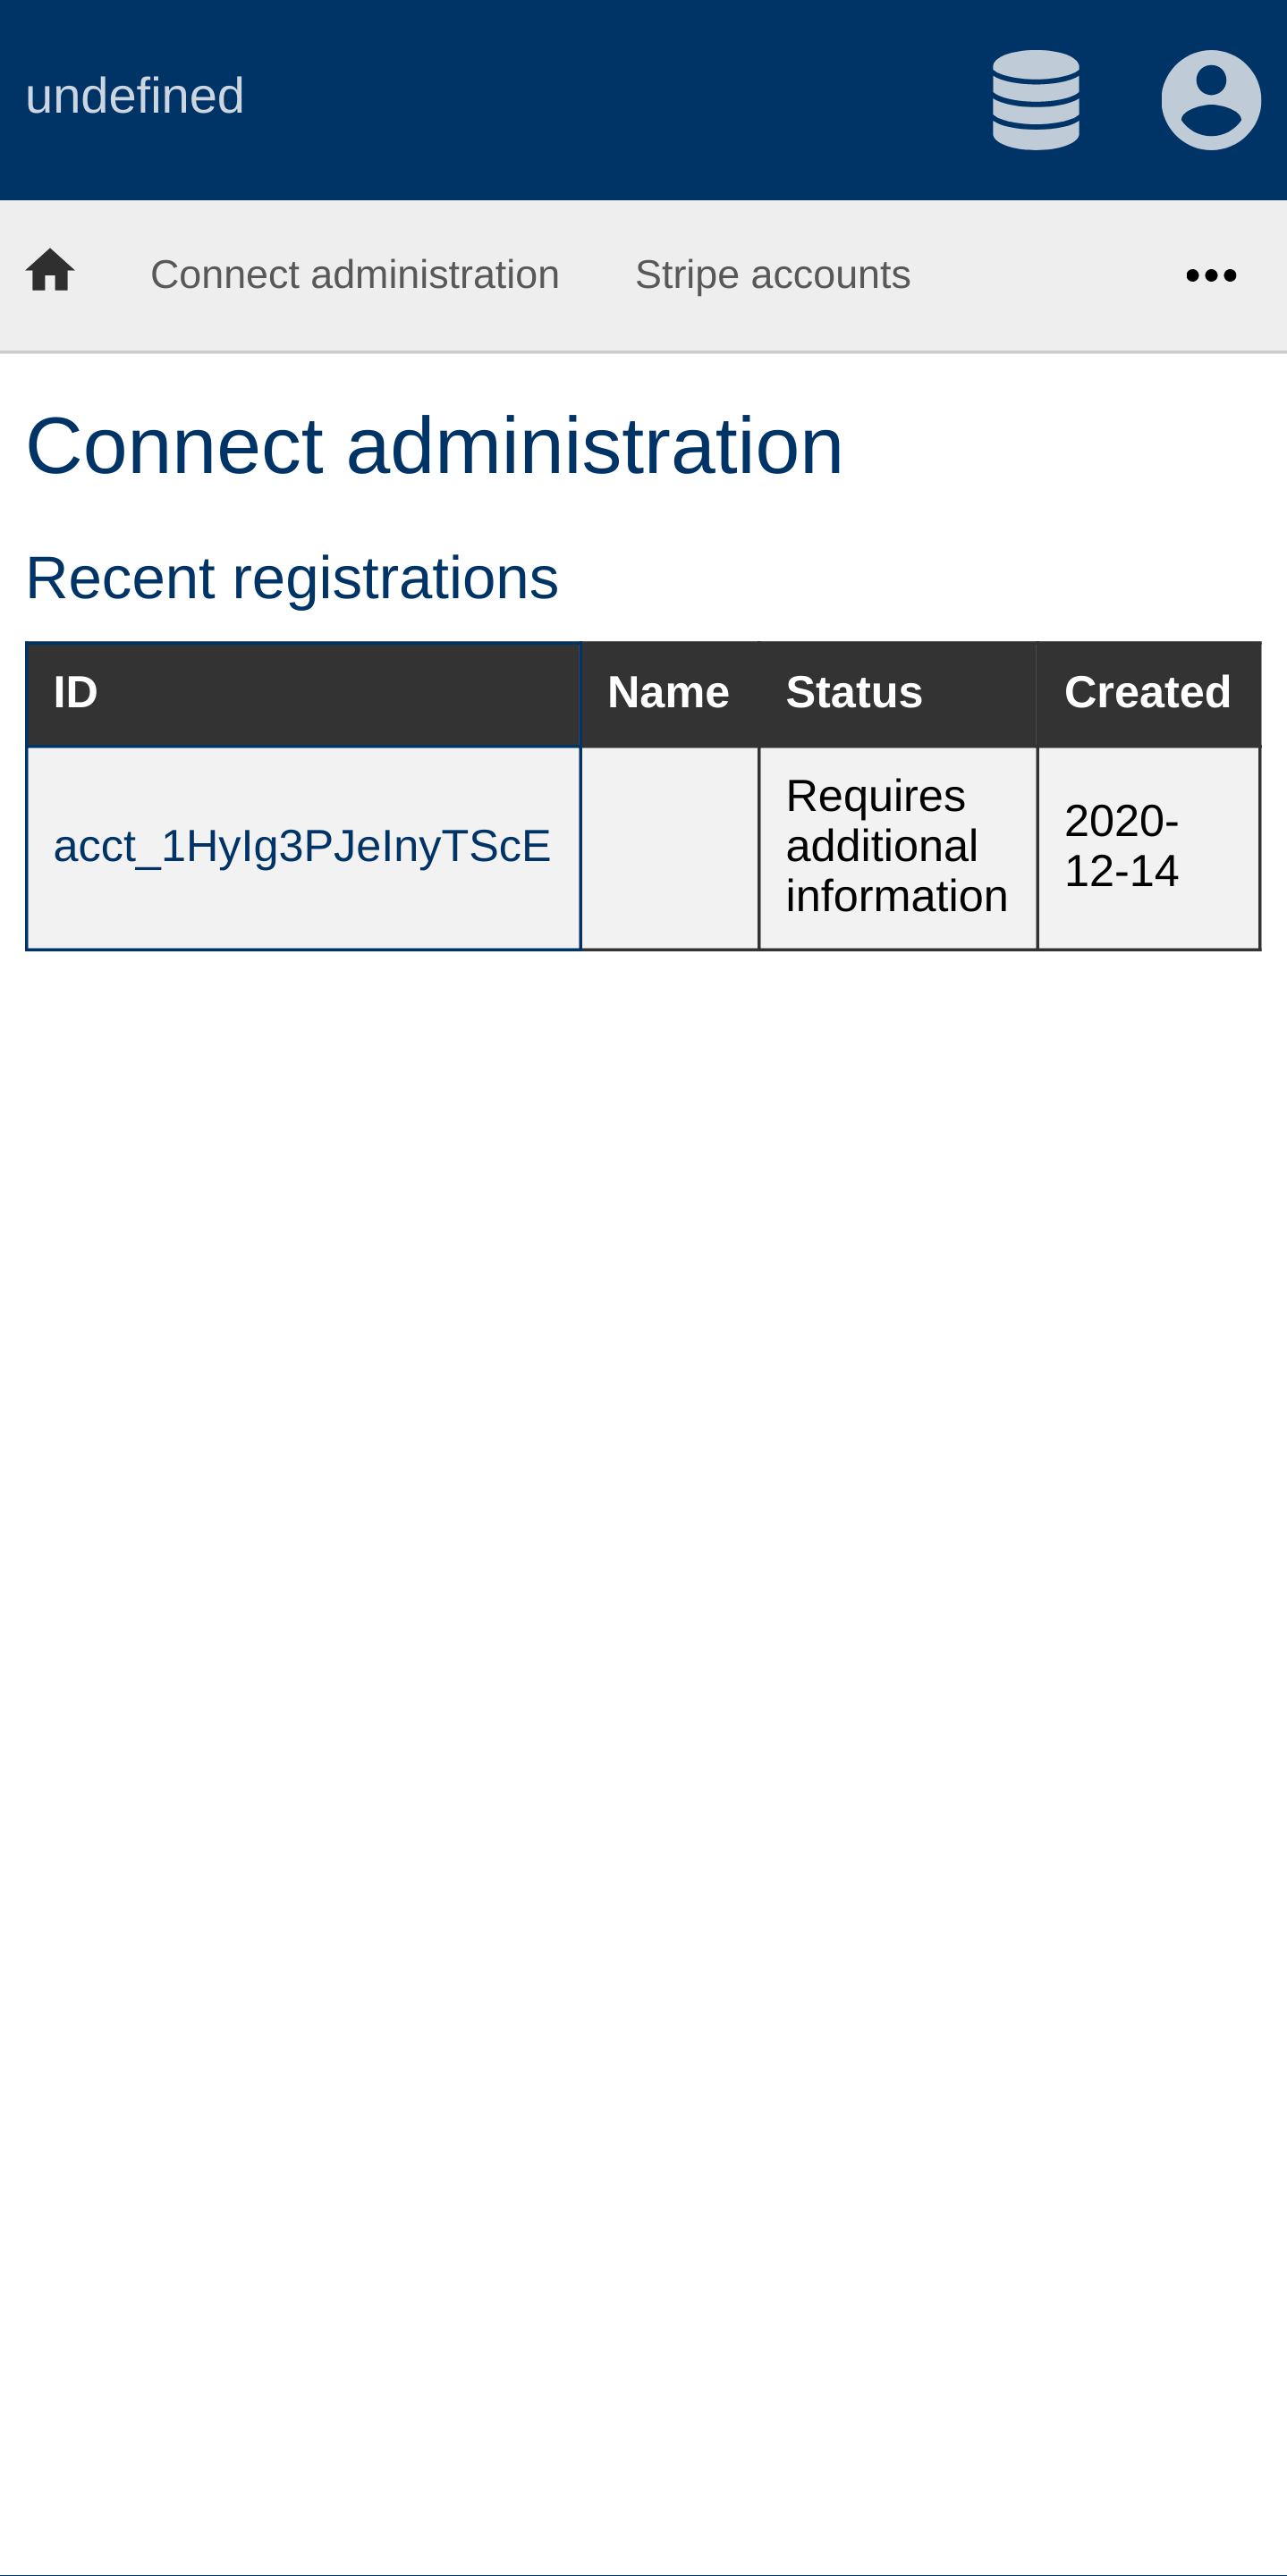 undefined
Connect administration Stripe accounts •••
Connect administration
Recent registrations
ID Name Status Created
acct_1HyIg3PJeInyTScE
Requires
additional
information
2020-
12-14